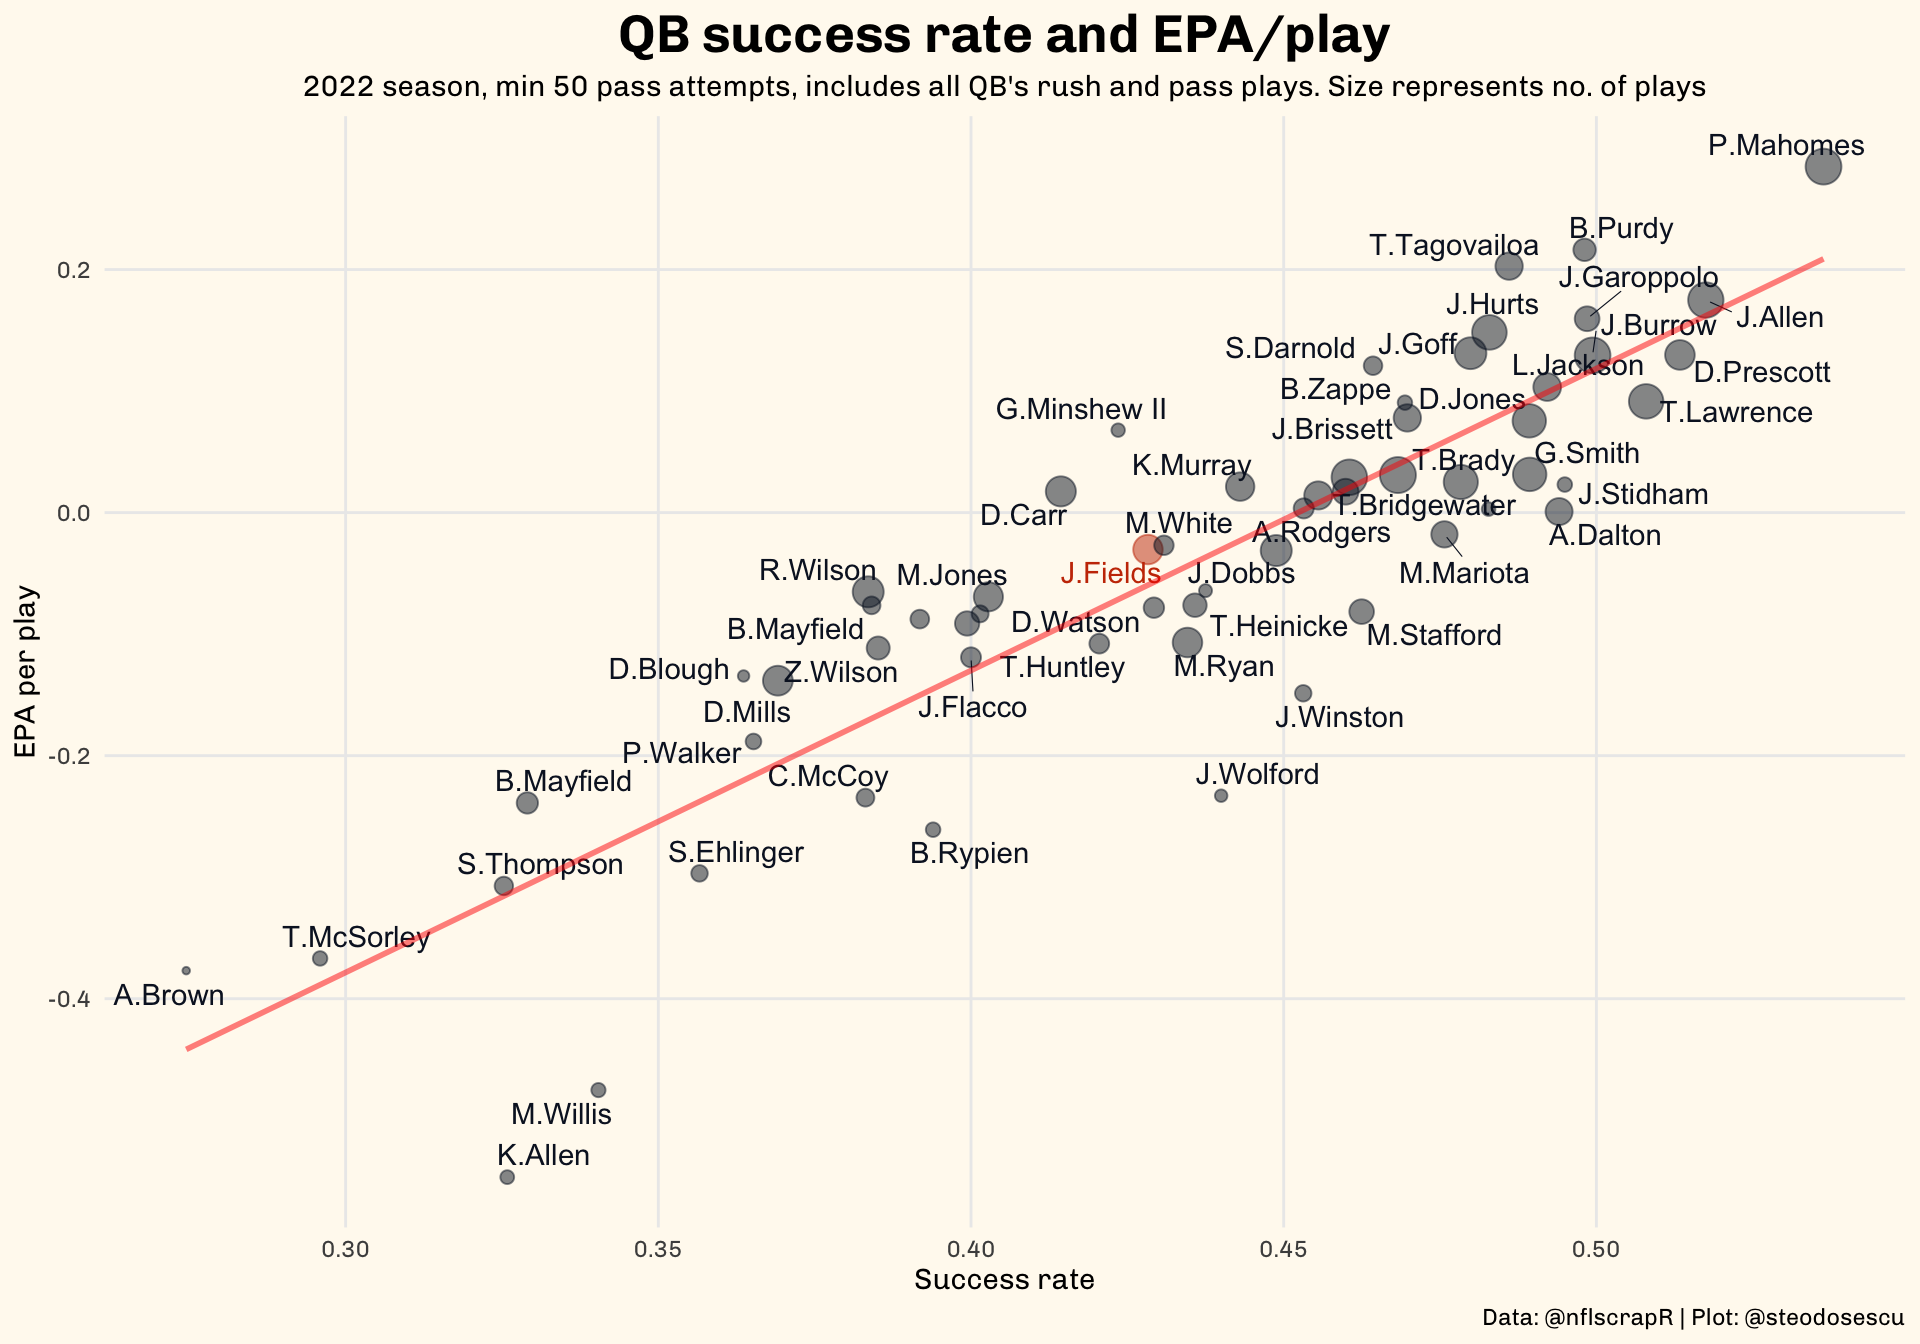 QB success rate and EPA/play
2022 season, min 50 pass attempts, includes all QB's rush and pass plays. Size represents no. of plays
P.Mahomes
B.Purdy
T.Tagovailoa
0.2
J.Garoppolo
J.Hurts
J.Allen
J.Burrow
S.Darnold
J.Goff
L.Jackson
D.Prescott
B.Zappe
D.Jones
G.Minshew II
T.Lawrence
J.Brissett
G.Smith
T.Brady
K.Murray
J.Stidham
T.Bridgewater
0.0
D.Carr
M.White
A.Rodgers
A.Dalton
R.Wilson
M.Jones
J.Fields
J.Dobbs
M.Mariota
D.Watson
T.Heinicke
B.Mayfield
M.Stafford
EPA per play
D.Blough
Z.Wilson
T.Huntley
M.Ryan
D.Mills
J.Flacco
J.Winston
P.Walker
-0.2
C.McCoy
J.Wolford
B.Mayfield
S.Ehlinger
B.Rypien
S.Thompson
T.McSorley
A.Brown
-0.4
M.Willis
K.Allen
0.30
0.35
0.40
0.45
0.50
Success rate
Data: @nflscrapR | Plot: @steodosescu